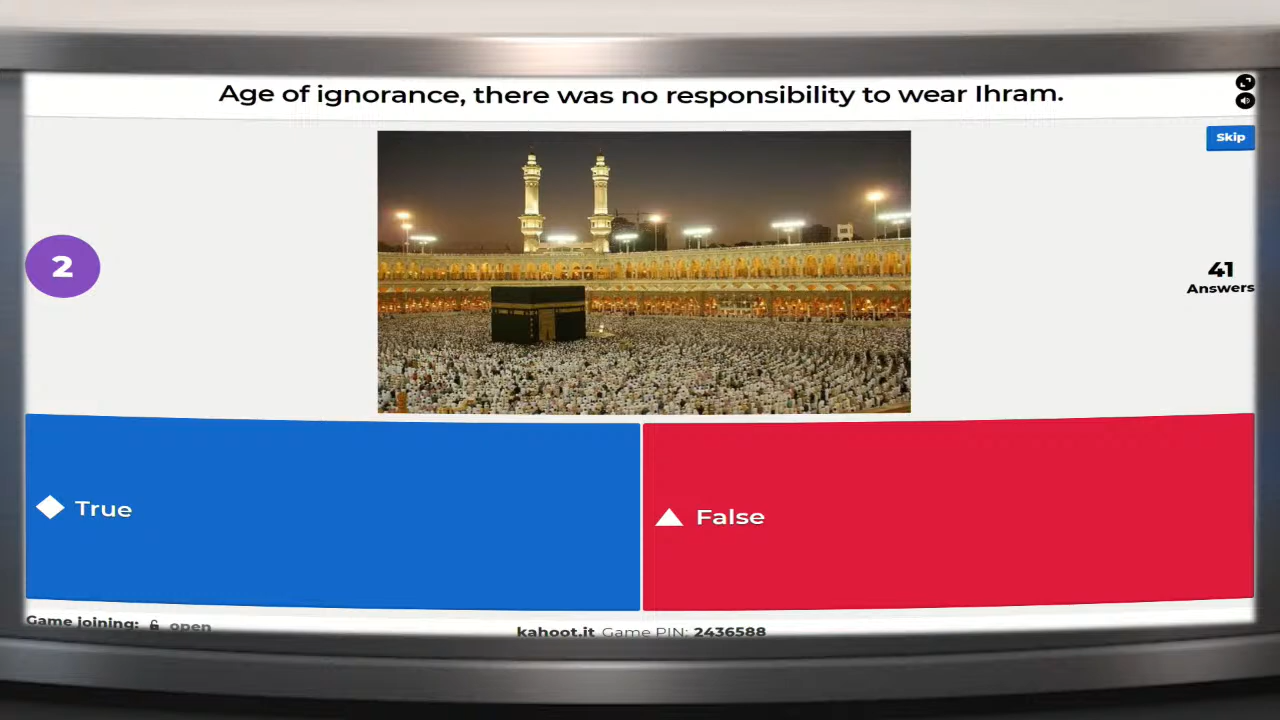 Age of ignorance, there was no responsibility to wear Ihram.
Skip
2
41
Answers
True
False
Game joining: open
kahoot.it Game PIN: 2436588